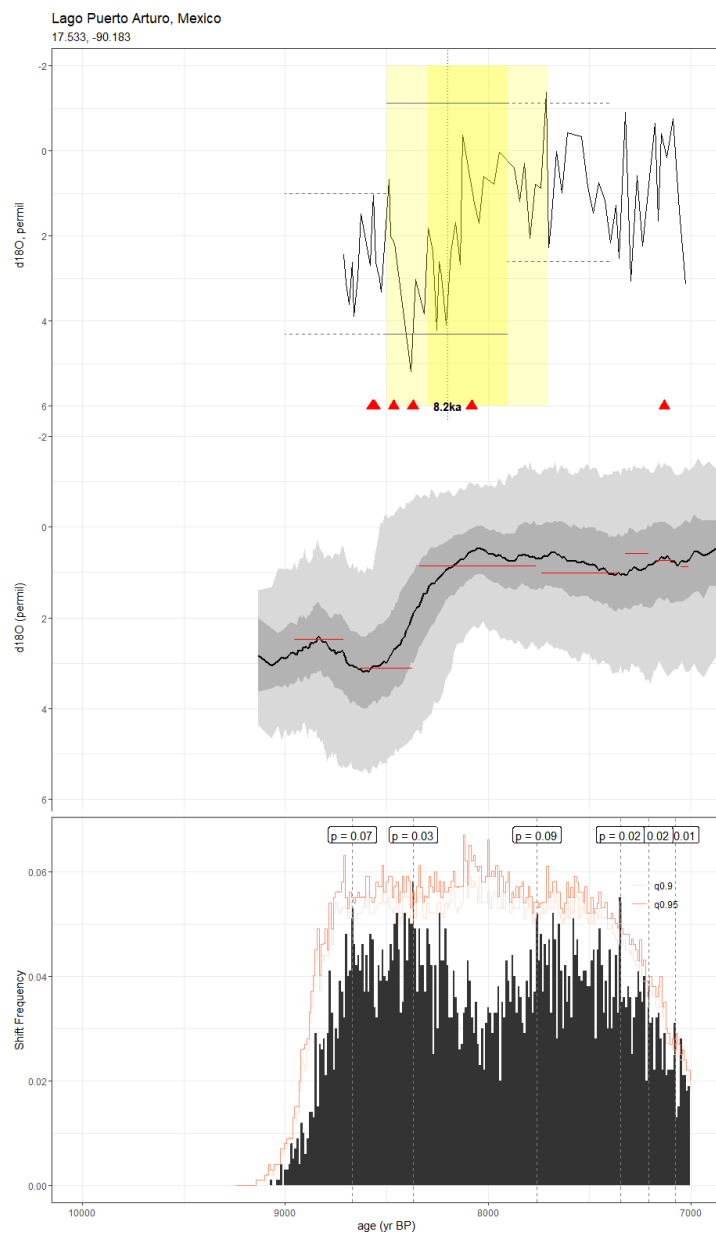 Lago Puerto Arturo, Mexico
17.533, -90.183
-2
0
2
4
6
d18O, permil
8.2ka
-2
0
2
4
6
d18O (permil)
p = 0.07
p = 0.03
p = 0.09
p = 0.02
0.02
0.01
q0.9
q0.95
0.06
0.04
0.02
0.00
Shift Frequency
10000
9000
8000
7000
age (yr BP)